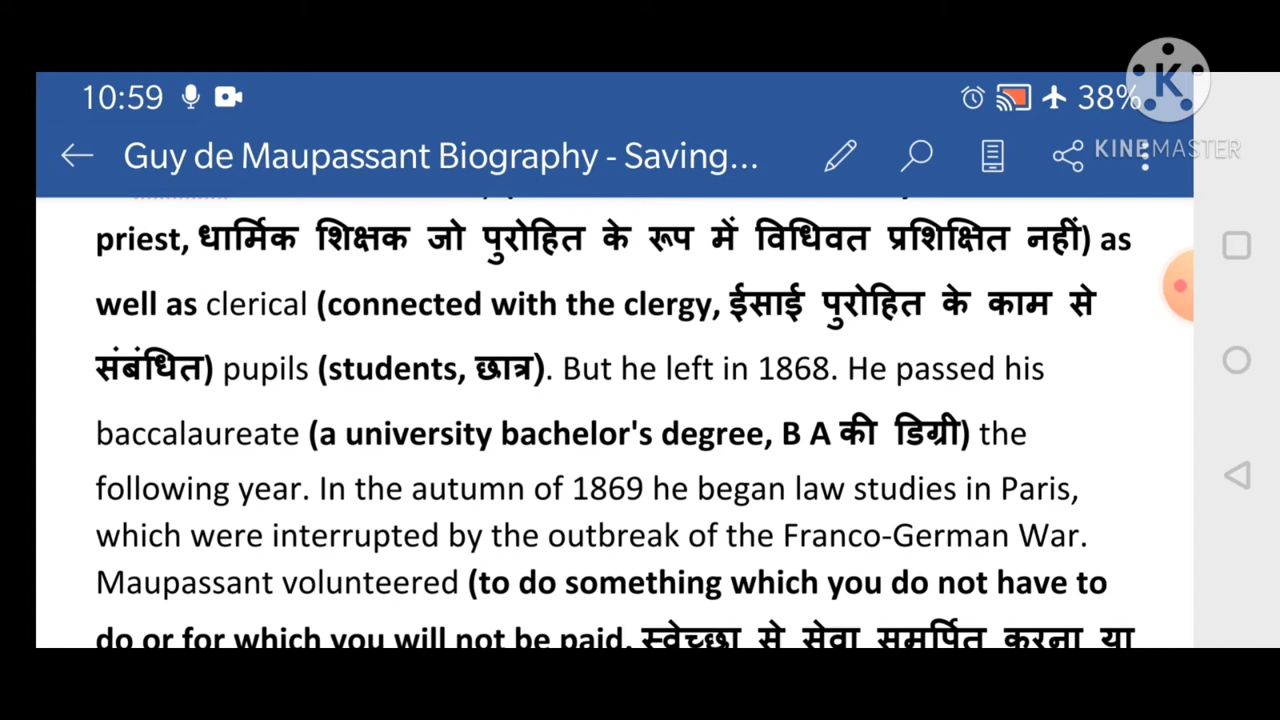 10:59 38%
K
KINEMASTER
Guy de Maupassant Biography - Saving...
priest, धार्मिक शिक्षक जो पुरोहित के रूप में विधिवत प्रशिक्षित नहीं) as
well as clerical (connected with the clergy, ईसाई पुरोहित के काम से
संबंधित) pupils (students, छात्र). But he left in 1868. He passed his
baccalaureate (a university bachelor's degree, B A की डिग्री) the
following year. In the autumn of 1869 he began law studies in Paris,
which were interrupted by the outbreak of the Franco-German War.
Maupassant volunteered (to do something which you do not have to
do or for which you will not be paid, स्वेच्छा से सेवा समर्पित करना या